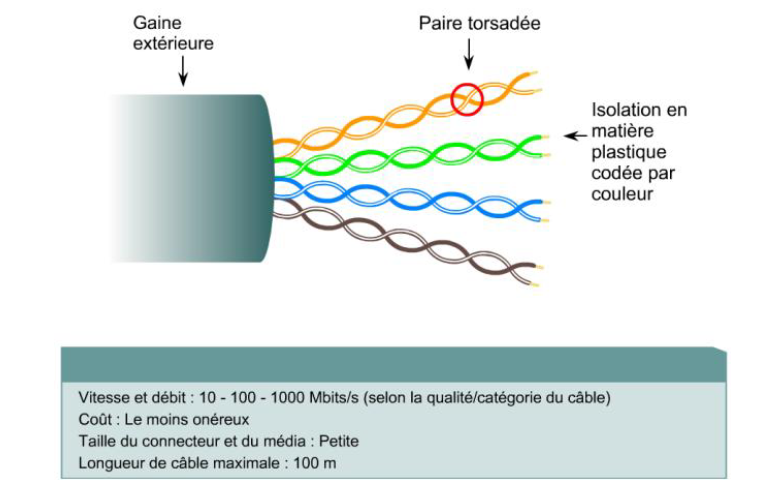 Gaine
extérieure
Paire torsadée
Isolation en
matière
plastique
codée par
couleur
Vitesse et débit : 10 - 100 - 1000 Mbits/s (selon la qualité/catégorie du câble)
Coût : Le moins onéreux
Taille du connecteur et du média : Petite
Longueur de câble maximale : 100 m